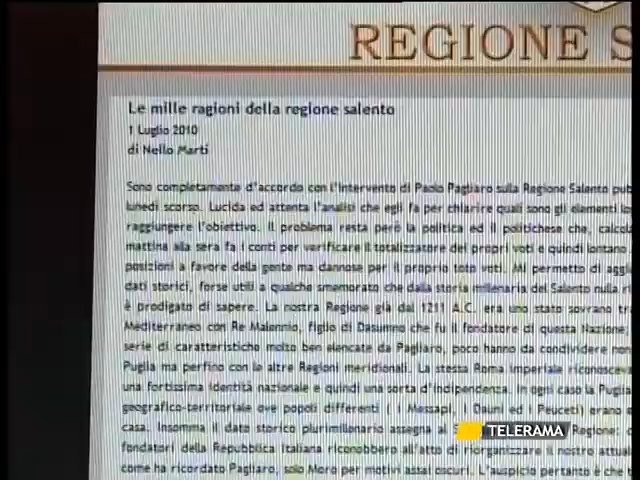 REGIONE S
Le mille ragioni della regione salento
1 Luglio 2010
di Nello Marti
Sono completamente d'accordo con l'intervento di Paolo Pagliaro sulla Regione Salento pub
lunedì scorso. Lucida ed attenta l'analisi che egli fa per chiarire quali sono gli elementi
raggiungere l'obiettivo. Il problema resta però la politica ed il politichese che, calcola
mattina alla sera fa i conti per verificare il totalizzatore dei propri voti e quindi lontano
posizioni a favore della gente ma dannose per il proprio toto voti. Mi permetto di aggi
dati storici, forse utili a qualche smemorato che dalla storia millenaria del Salento nulla
è prodigato di sapere. La nostra Regione già dal 1211 A.C. era uno stato sovrano
Mediterraneo con Re Malennio, figlio di Dasumno che fu il fondatore di questa Nazione;
serie di caratteristiche molto ben elencate da Pagliaro, poco hanno da condividere non
Puglia ma perfino con le altre Regioni meridionali. La stessa Roma imperiale riconosceva
una fortissima identità nazionale e quindi una sorta d'indipendenza. In ogni caso la Puglia
geografico-territoriale ove popoli differenti ( i Messapi, i Dauni ed i Peuceti) erano
casa. Insomma il dato storico plurimillenario assegna al S Regione:
fondatori della Repubblica Italiana riconobbero all'atto di riorganizzare il nostro attual
come ha ricordato Pagliaro, solo Moro per motivi assai oscuri. L'auspicio pertanto è che
TELERAMA